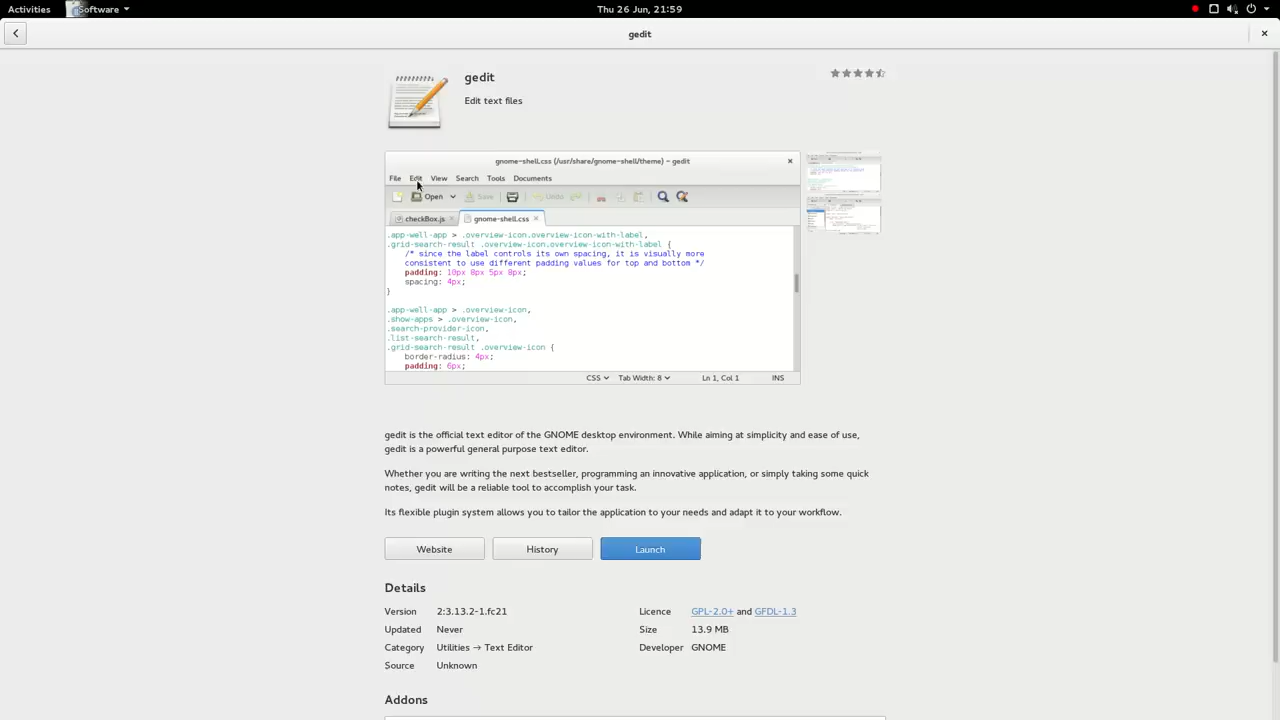 Activities Software Thu 26 Jun, 21:59
gedit
gedit
Edit text files
gnome-shell.css (/usr/share/gnome-shell/theme) - gedit
File Edit View Search Tools Documents
Open Save Undo
checkBox.js gnome-shell.css
.app-well-app > .overview-icon.overview-icon-with-label,
.grid-search-result .overview-icon.overview-icon-with-label {
/* since the label controls its own spacing, it is visually more
consistent to use different padding values for top and bottom */
padding: 10px 8px 5px 8px;
spacing: 4px;
}
.app-well-app > .overview-icon,
.show-apps > .overview-icon,
.search-provider-icon,
.list-search-result,
.grid-search-result .overview-icon {
border-radius: 4px;
padding: 6px;
CSS Tab Width: 8 Ln 1, Col 1 INS
gedit is the official text editor of the GNOME desktop environment. While aiming at simplicity and ease of use,
gedit is a powerful general purpose text editor.
Whether you are writing the next bestseller, programming an innovative application, or simply taking some quick
notes, gedit will be a reliable tool to accomplish your task.
Its flexible plugin system allows you to tailor the application to your needs and adapt it to your workflow.
Website History Launch
Details
Version 2:3.13.2-1.fc21 Licence GPL-2.0+ and GFDL-1.3
Updated Never Size 13.9 MB
Category Utilities → Text Editor Developer GNOME
Source Unknown
Addons